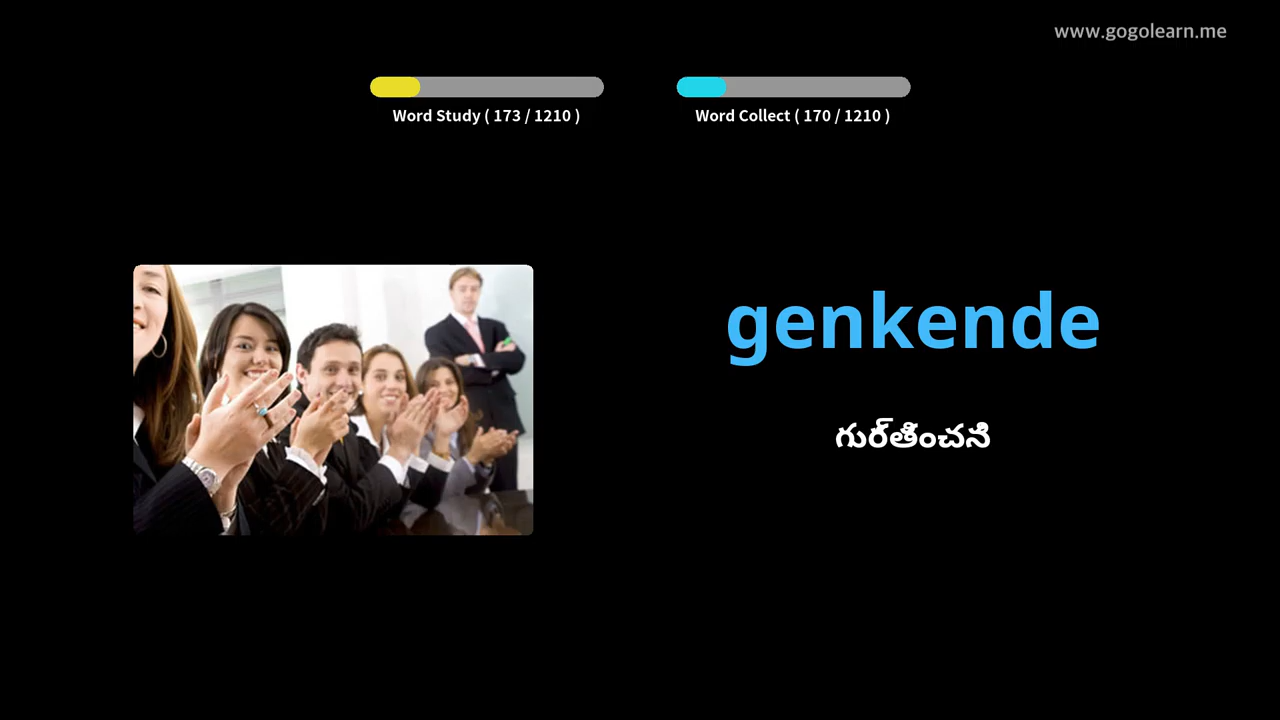 www.gogolearn.me
Word Study ( 173 / 1210 )
Word Collect ( 170 / 1210 )
genkende
గుర్తించని